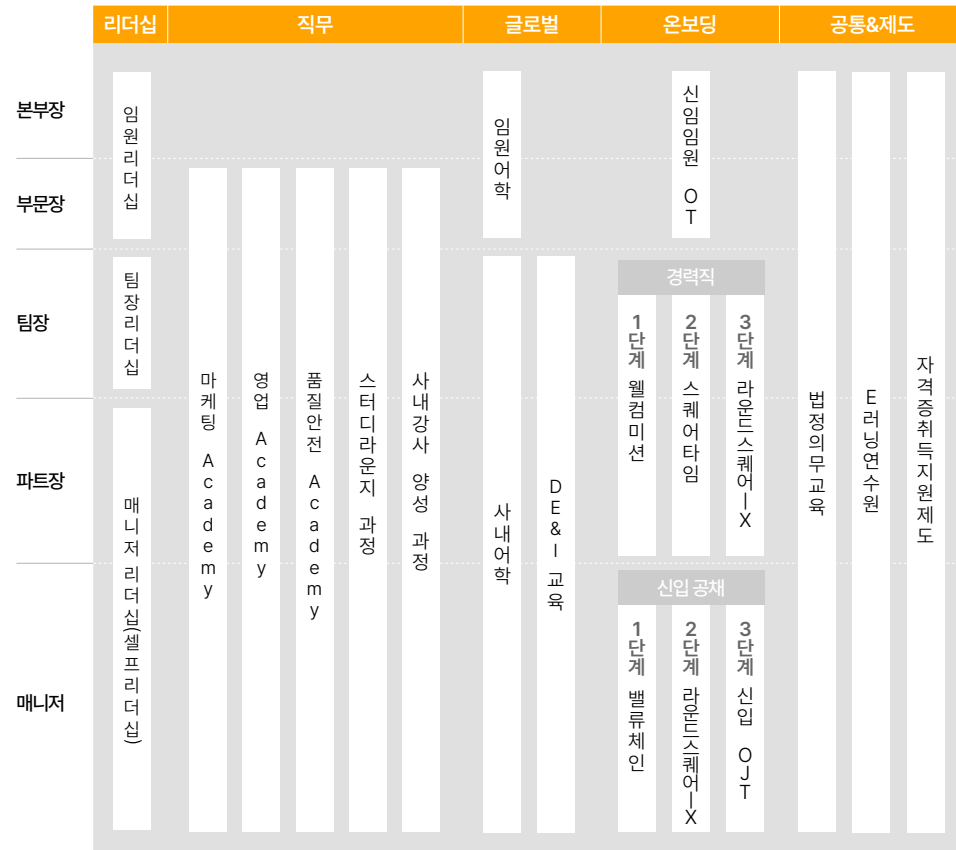 리더십 직무 글로벌 온보딩 공통&제도
본부장
부문장
팀장
파트장
매니저
임원리더십
팀장리더십
매니저 리더십(셀프리더십)
마케팅 Academy
영업 Academy
품질안전 Academy
스터디라운지 과정
사내강사 양성 과정
임원어학
사내어학
DE&I 교육
신임임원 OT
경력직
1단계 웰컴미션
2단계 스퀘어타임
3단계 라운드스퀘어-X
신입 공채
1단계 밸류체인
2단계 라운드스퀘어-X
3단계 신입 OJT
법정의무교육
E러닝연수원
자격증취득지원제도